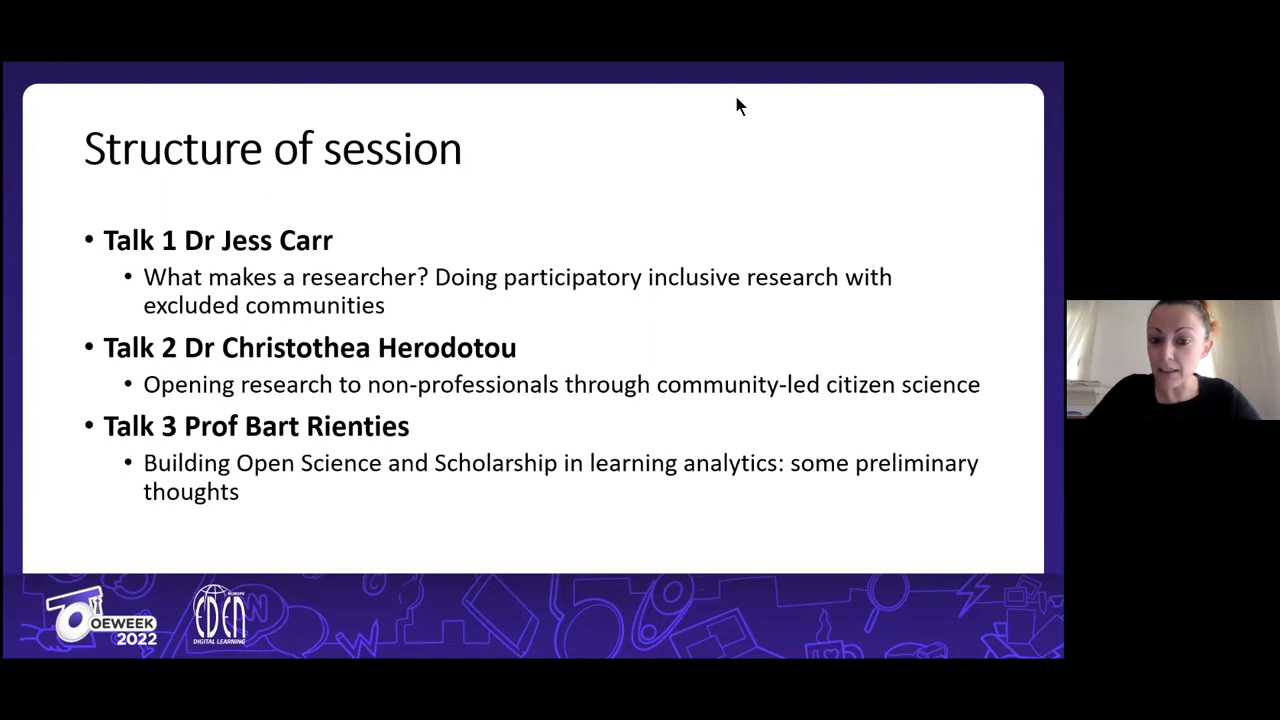 Structure of session
• Talk 1 Dr Jess Carr
• What makes a researcher? Doing participatory inclusive research with
excluded communities
• Talk 2 Dr Christothea Herodotou
• Opening research to non-professionals through community-led citizen science
• Talk 3 Prof Bart Rienties
• Building Open Science and Scholarship in learning analytics: some preliminary
thoughts
OEWEEK
2022
EUROPE
EDEN
DIGITAL LEARNING